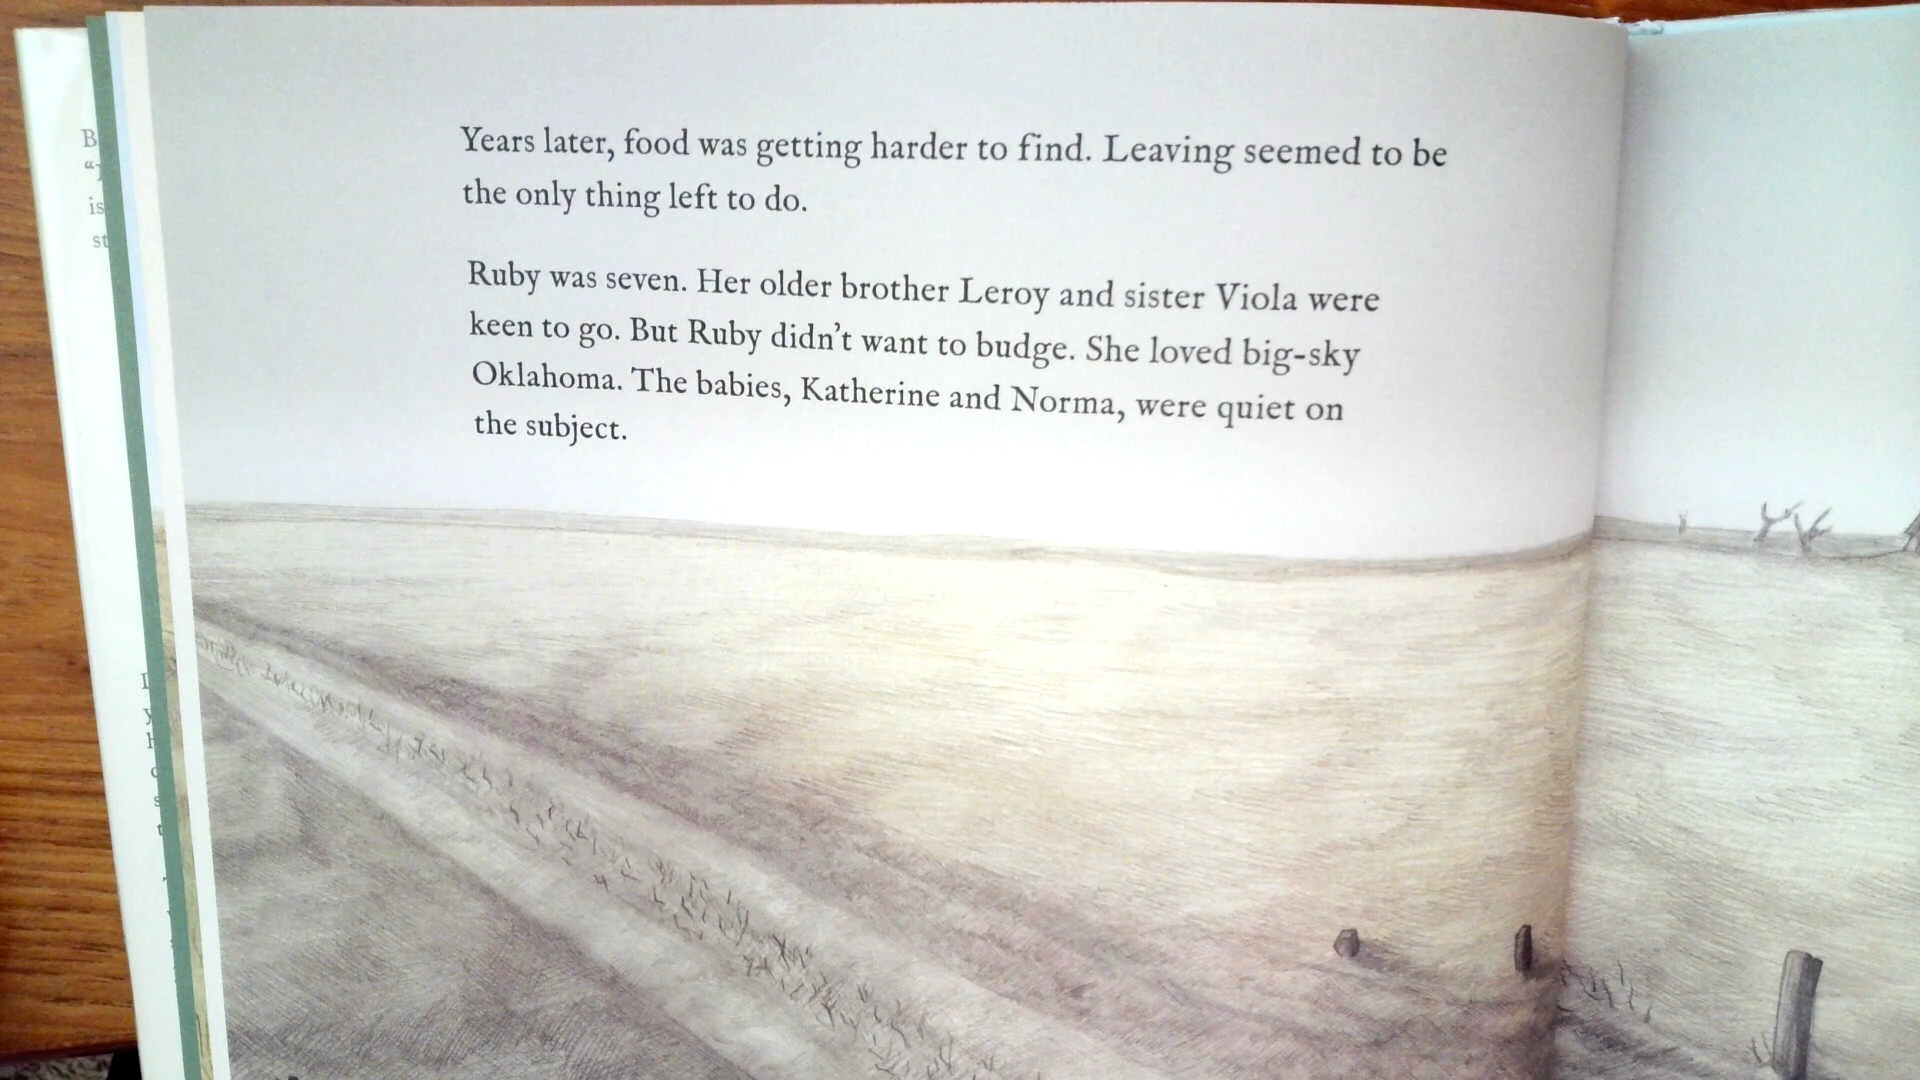 Years later, food was getting harder to find. Leaving seemed to be
the only thing left to do.
Ruby was seven. Her older brother Leroy and sister Viola were
keen to go. But Ruby didn't want to budge. She loved big-sky
Oklahoma. The babies, Katherine and Norma, were quiet on
the subject.